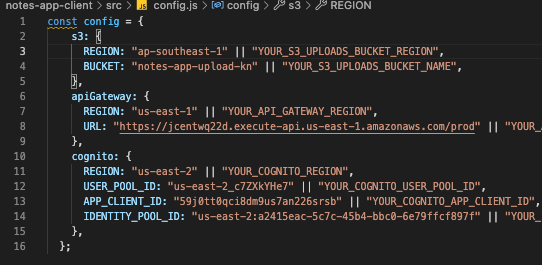 notes-app-client > src > JS config.js > config > s3 > REGION
1 const config = {
2 s3: {
3 REGION: "ap-southeast-1" || "YOUR_S3_UPLOADS_BUCKET_REGION",
4 BUCKET: "notes-app-upload-kn" || "YOUR_S3_UPLOADS_BUCKET_NAME",
5 },
6 apiGateway: {
7 REGION: "us-east-1" || "YOUR_API_GATEWAY_REGION",
8 URL: "https://jcentwq22d.execute-api.us-east-1.amazonaws.com/prod" || "YOUR_A
9 },
10 cognito: {
11 REGION: "us-east-2" || "YOUR_COGNITO_REGION",
12 USER_POOL_ID: "us-east-2_c7ZXkYHe7" || "YOUR_COGNITO_USER_POOL_ID",
13 APP_CLIENT_ID: "59j0tt0qci8dm9us7an226srsb" || "YOUR_COGNITO_APP_CLIENT_ID",
14 IDENTITY_POOL_ID: "us-east-2:a2415eac-5c7c-45b4-bbc0-6e79ffcf897f" || "YOUR_
15 },
16 };